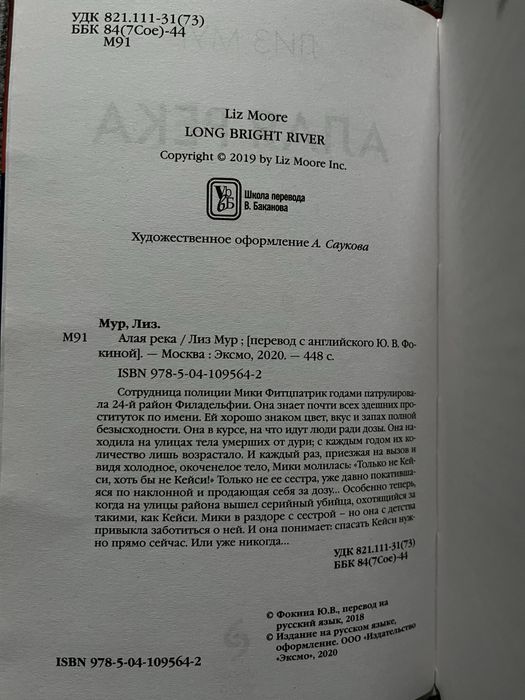 УДК 821.111-31(73)
ББК 84(7Сое)-44
М91
Liz Moore
LONG BRIGHT RIVER
Copyright © 2019 by Liz Moore Inc.
Школа перевода
В. Баканова
Художественное оформление А. Саукова
Мур, Лиз.
М91 Алая река / Лиз Мур ; [перевод с английского Ю. В. Фо-
киной]. — Москва : Эксмо, 2020. — 448 с.
ISBN 978-5-04-109564-2
Сотрудница полиции Мики Фитцпатрик годами патрулирова-
ла 24-й район Филадельфии. Она знает почти всех здешних про-
ституток по имени. Ей хорошо знаком цвет, вкус и запах полной
безысходности. Она в курсе, на что идут люди ради дозы. Она на-
ходила на улицах тела умерших от дури; с каждым годом их ко-
личество лишь возрастало. И каждый раз, приезжая на вызов и
видя холодное, окоченелое тело, Мики молилась: «Только не Кей-
си, хоть бы не Кейси!» Только не ее сестра, уже давно покативша-
яся по наклонной и продающая себя за дозу... Особенно теперь,
когда на улицы района вышел серийный убийца, охотящийся за
такими, как Кейси. Мики в раздоре с сестрой — но она с детства
привыкла заботиться о ней. И она понимает: спасать Кейси нуж-
но прямо сейчас. Или уже никогда...
УДК 821.111-31(73)
ББК 84(7Сое)-44
© Фокина Ю.В., перевод на
русский язык, 2018
© Издание на русском языке,
оформление. ООО «Издательство
«Эксмо», 2020
ISBN 978-5-04-109564-2